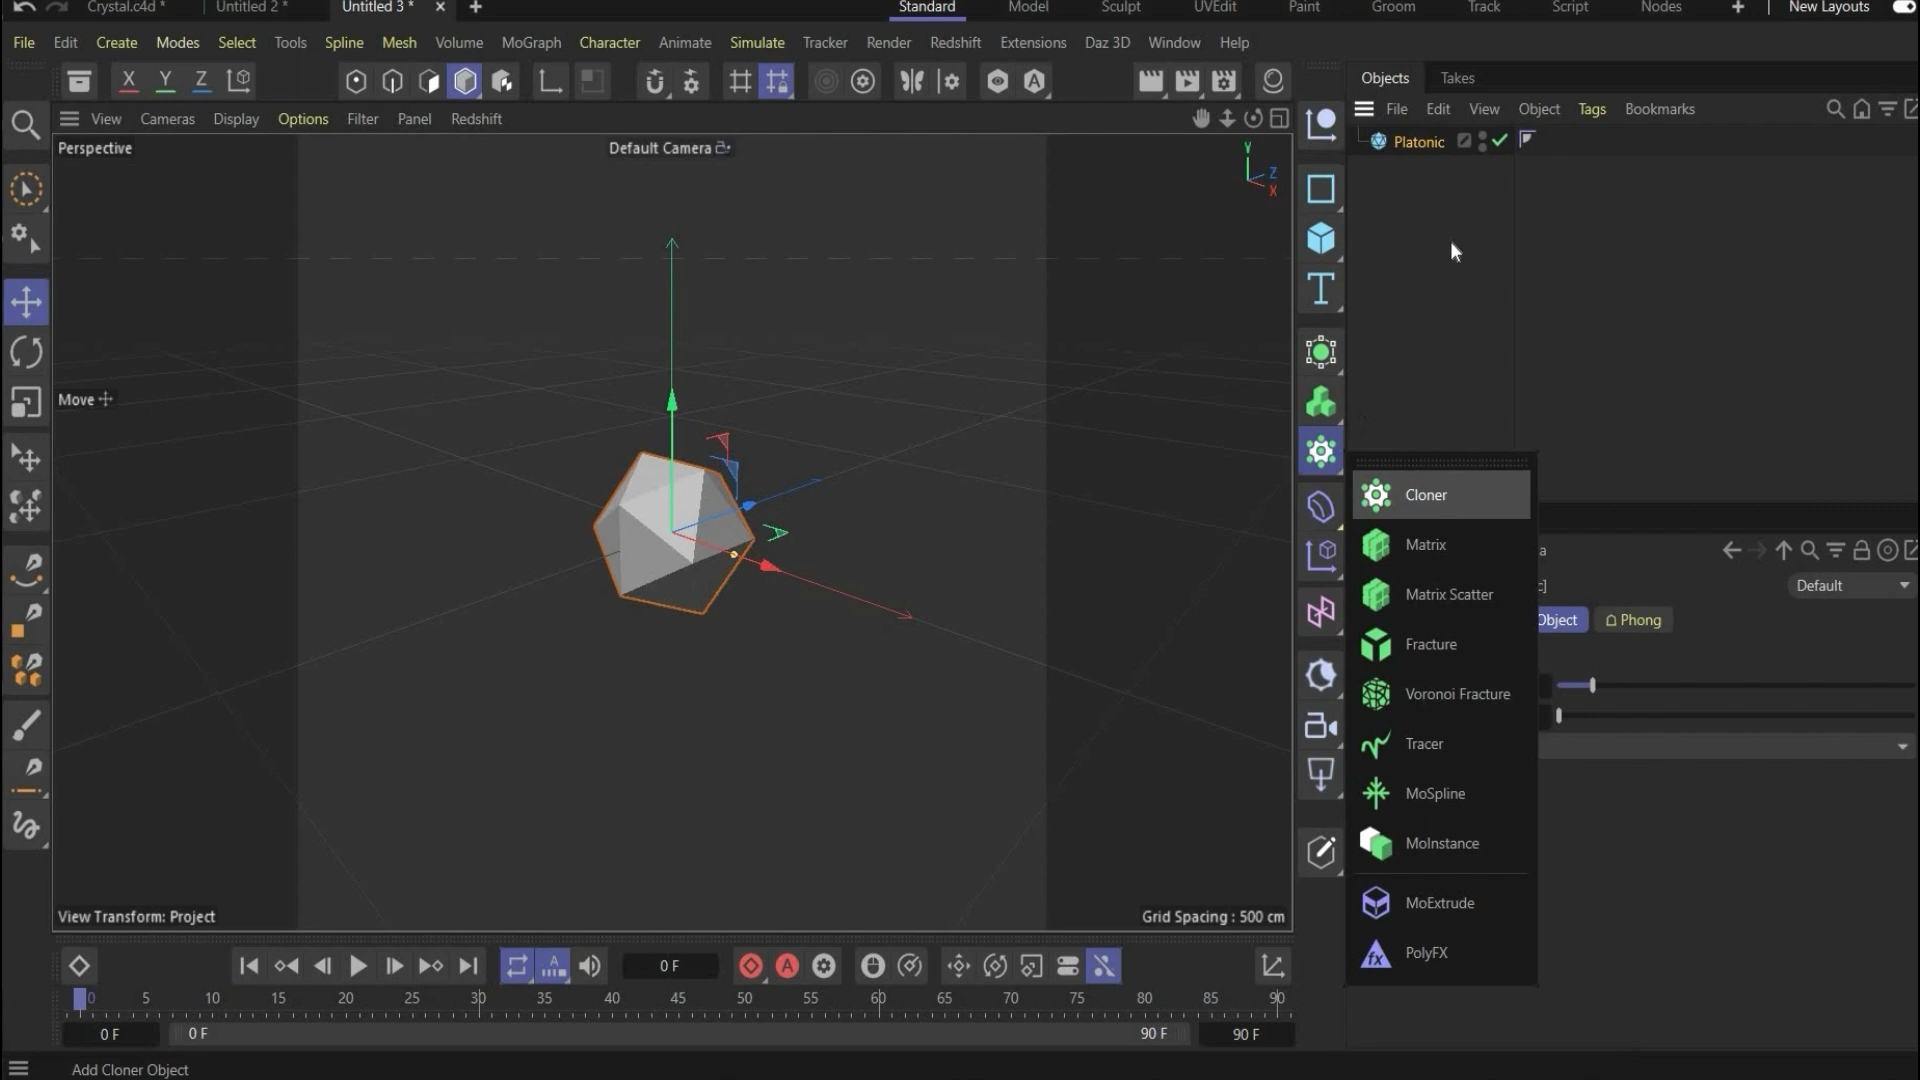 Crystal.c4d * Untitled 2 * Untitled 3 * × + Standard Model Sculpt UVEdit Paint Groom Track Script Nodes + New Layouts
File Edit Create Modes Select Tools Spline Mesh Volume MoGraph Character Animate Simulate Tracker Render Redshift Extensions Daz 3D Window Help
X Y Z
Objects Takes
View Cameras Display Options Filter Panel Redshift
File Edit View Object Tags Bookmarks
Perspective
Default Camera
Y
Z
X
Platonic
Move
Cloner
Matrix
Matrix Scatter
Fracture
Voronoi Fracture
Tracer
MoSpline
MoInstance
MoExtrude
PolyFX
a
c]
Default
Object Phong
View Transform: Project
Grid Spacing : 500 cm
0 F
0 5 10 15 20 25 30 35 40 45 50 55 60 65 70 75 80 85 90
0 F 0 F 90 F 90 F
Add Cloner Object